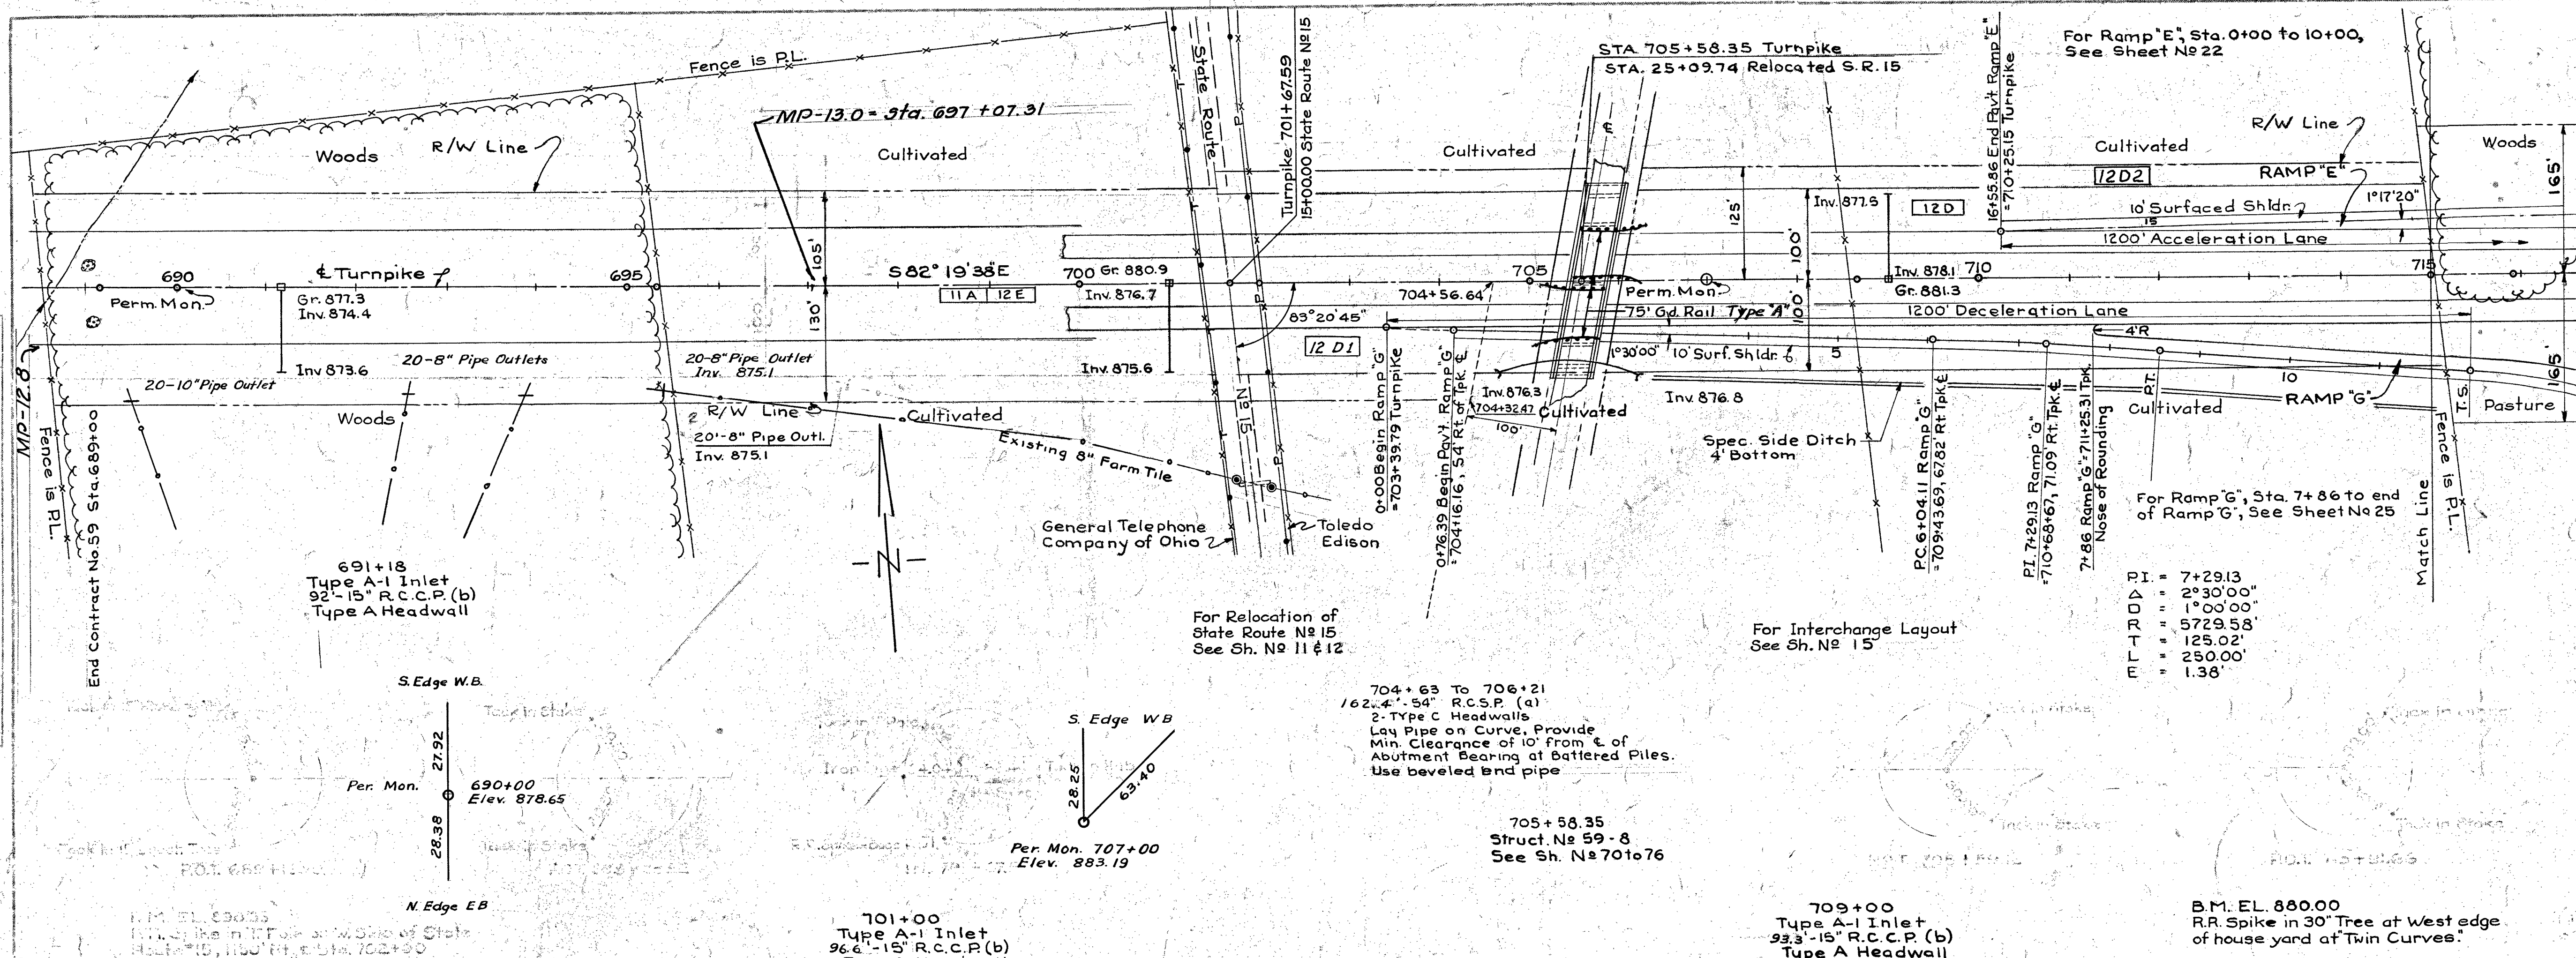 Fence is P.L.
MP-13.0 = Sta. 697+07.31
Woods
R/W Line
Cultivated
State Route
Turnpike 701+67.59
15+00.00 State Route No 15
Cultivated
STA. 705+58.35 Turnpike
STA. 25+09.74 Relocated S.R. 15
16+55.86 End Pavt. Ramp "E"
=710+25.15 Turnpike
For Ramp "E", Sta. 0+00 to 10+00,
See Sheet No 22
R/W Line
Cultivated
Woods
12D2
RAMP "E"
1°17'20"
165'
10' Surfaced Shldr.
15
1200' Acceleration Lane
Inv. 877.5
12D
125'
100'
105'
130'
690
℄ Turnpike
695
S 82° 19' 38" E
700
Gr. 880.9
705
710
715
Perm. Mon.
Gr. 877.3
Inv. 874.4
11A
12E
Inv. 876.7
704+56.64
Perm. Mon.
Inv. 878.1
Gr. 881.3
83°20'45"
75' Gd. Rail Type "A"
1200' Deceleration Lane
12 D1
4'R
1°30'00"
10' Surf. Shldr.
5
10
MP-12.8
Fence is P.L.
End Contract No. 59 Sta. 689+00
Inv 873.6
20-10" Pipe Outlet
20-8" Pipe Outlets
20-8" Pipe Outlet
Inv. 875.1
Inv. 875.6
Woods
R/W Line
20'-8" Pipe Outl.
Inv. 875.1
Cultivated
Existing 8" Farm Tile
No 15
0+00 Begin Ramp "G"
=703+39.79 Turnpike
0+76.39 Begin Pavt. Ramp "G"
=704+16.16, 54' Rt. of Tpk. ℄
Inv. 876.3
704+32.47
100'
Cultivated
Inv. 876.8
Spec. Side Ditch
4' Bottom
P.C. 6+04.11 Ramp "G"
=709+43.69, 67.82' Rt. Tpk. ℄
P.I. 7+29.13 Ramp "G"
=710+68+67, 71.09' Rt. Tpk. ℄
7+86 Ramp "G"=711+25.31 Tpk.
Nose of Rounding
P.T.
Cultivated
RAMP "G"
T.S.
Pasture
165'
Fence is P.L.
Match Line
For Ramp "G", Sta. 7+86 to end
of Ramp "G", See Sheet No 25
General Telephone
Company of Ohio
Toledo
Edison
N
691+18
Type A-1 Inlet
92'-15" R.C.C.P. (b)
Type A Headwall
For Relocation of
State Route No 15
See Sh. No 11 & 12
For Interchange Layout
See Sh. No 15
P.I. = 7+29.13
Δ = 2°30'00"
D = 1°00'00"
R = 5729.58'
T = 125.02'
L = 250.00'
E = 1.38'
S. Edge W.B.
27.92
Per. Mon.
690+00
Elev. 878.65
28.38
N. Edge EB
S. Edge WB
28.25
63.40
Per. Mon. 707+00
Elev. 883.19
704+63 To 706+21
162.4'-54" R.C.S.P. (a)
2-Type C Headwalls
Lay Pipe on Curve, Provide
Min. Clearance of 10' from ℄ of
Abutment Bearing at Battered Piles.
Use beveled end pipe
705+58.35
Struct. No 59-8
See Sh. No 70 to 76
701+00
Type A-1 Inlet
96.6'-15" R.C.C.P. (b)
709+00
Type A-1 Inlet
93.3'-15" R.C.C.P. (b)
Type A Headwall
B.M. EL. 880.00
R.R. Spike in 30" Tree at West edge
of house yard at "Twin Curves."